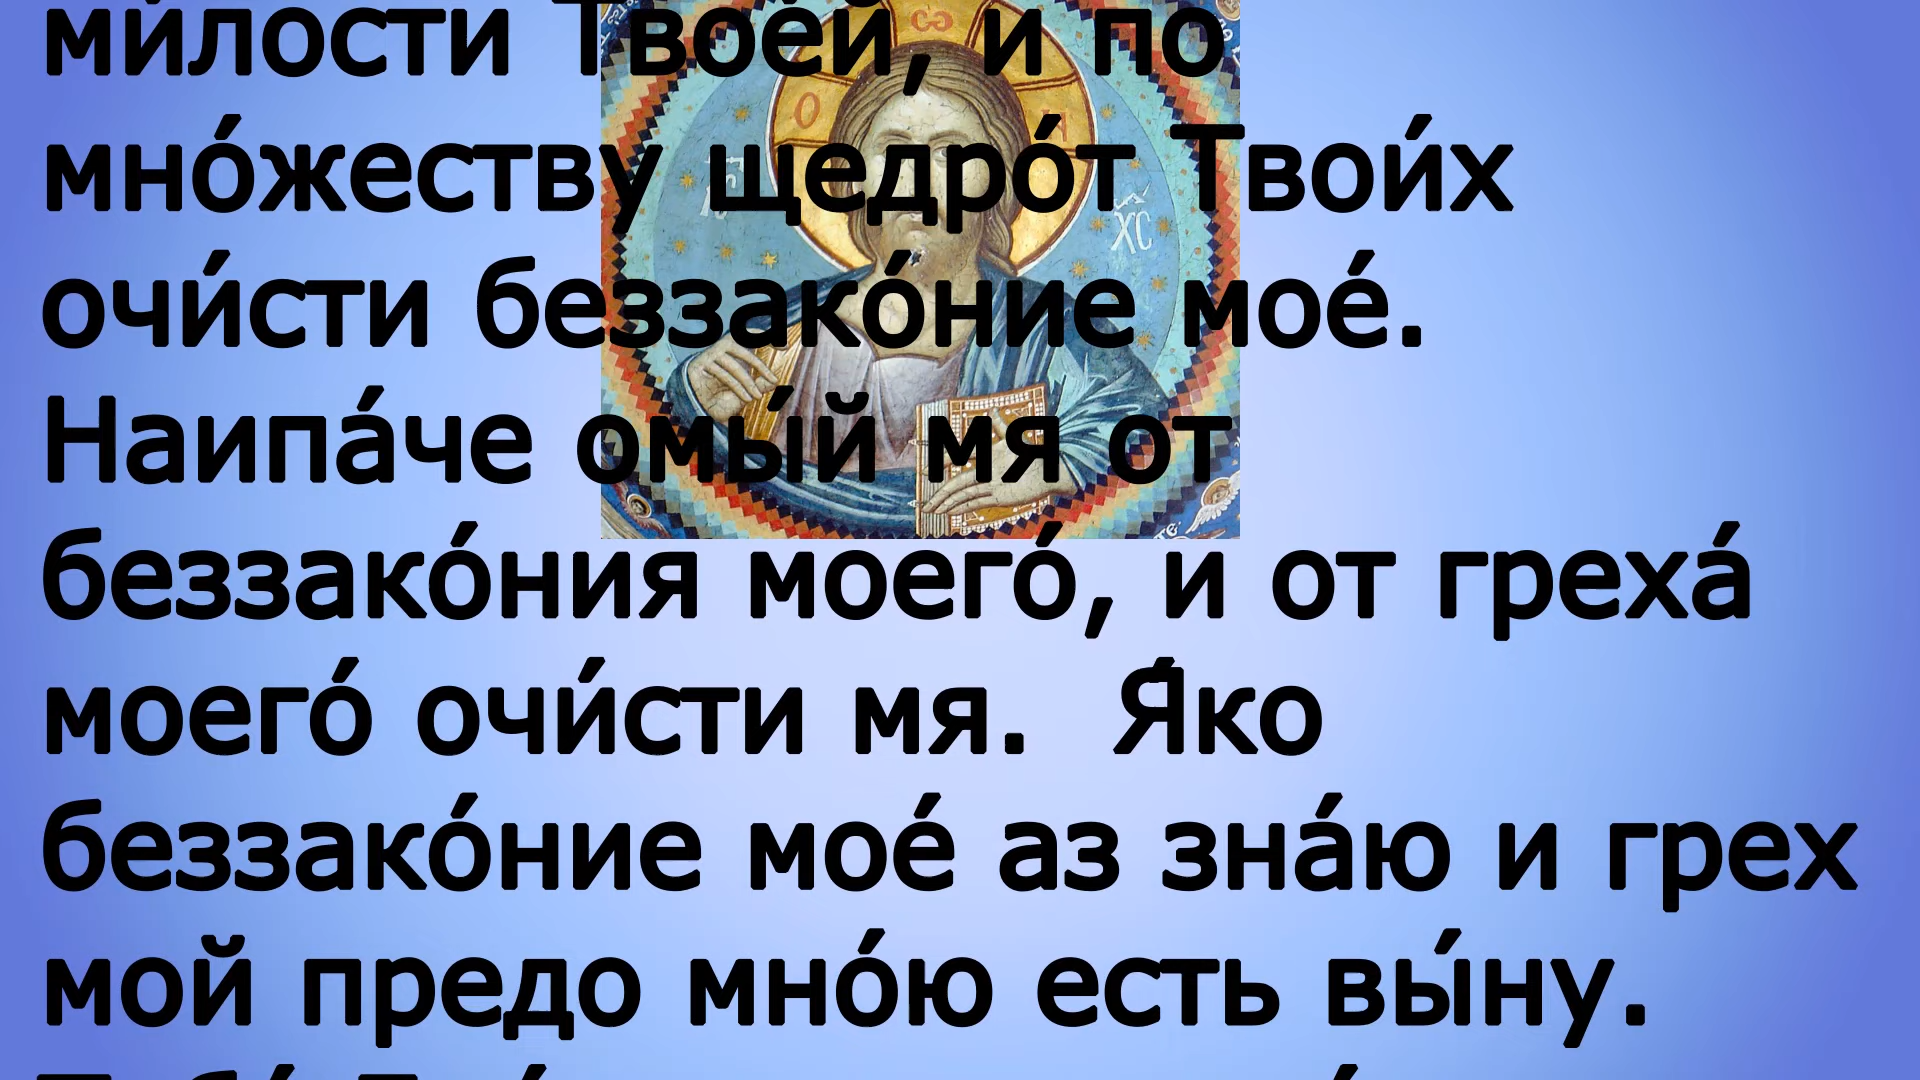 ми́лости Твое́й, и по
мно́жеству щедро́т Твои́х
очи́сти беззако́ние мое́.
Наипа́че омы́й мя от
беззако́ния моего́, и от греха́
моего́ очи́сти мя.  Я́ко
беззако́ние мое́ аз зна́ю и грех
мой предо мно́ю есть вы́ну.
ХС